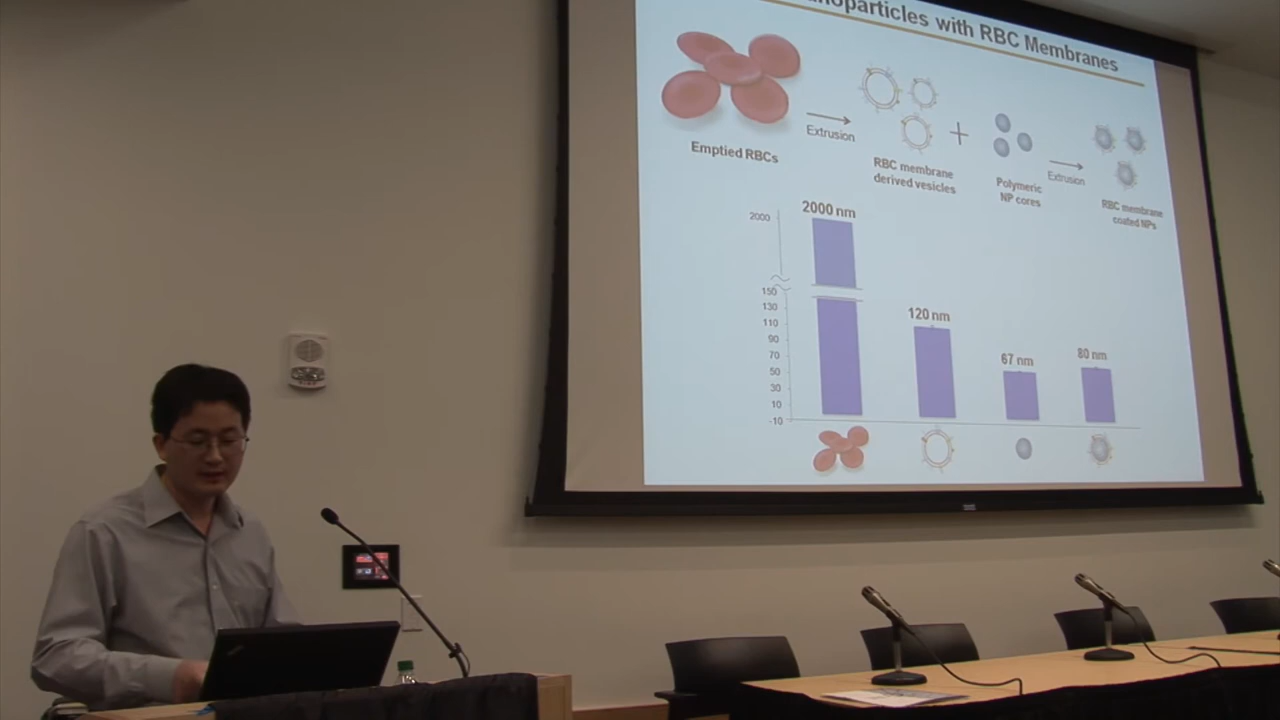 noparticles with RBC Membranes
Emptied RBCs
Extrusion
RBC membrane
derived vesicles
+
Polymeric
NP cores
Extrusion
RBC membrane
coated NPs
2000
2000 nm
150
130
110
90
70
50
30
10
-10
120 nm
67 nm
80 nm